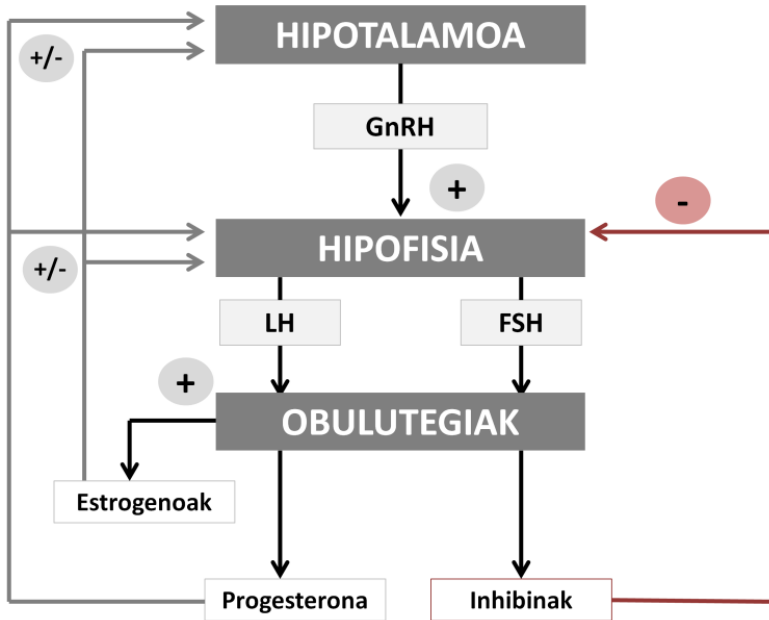 HIPOTALAMOA
+/-
GnRH
+
-
HIPOFISIA
+/-
LH
FSH
+
OBULUTEGIAK
Estrogenoak
Progesterona
Inhibinak